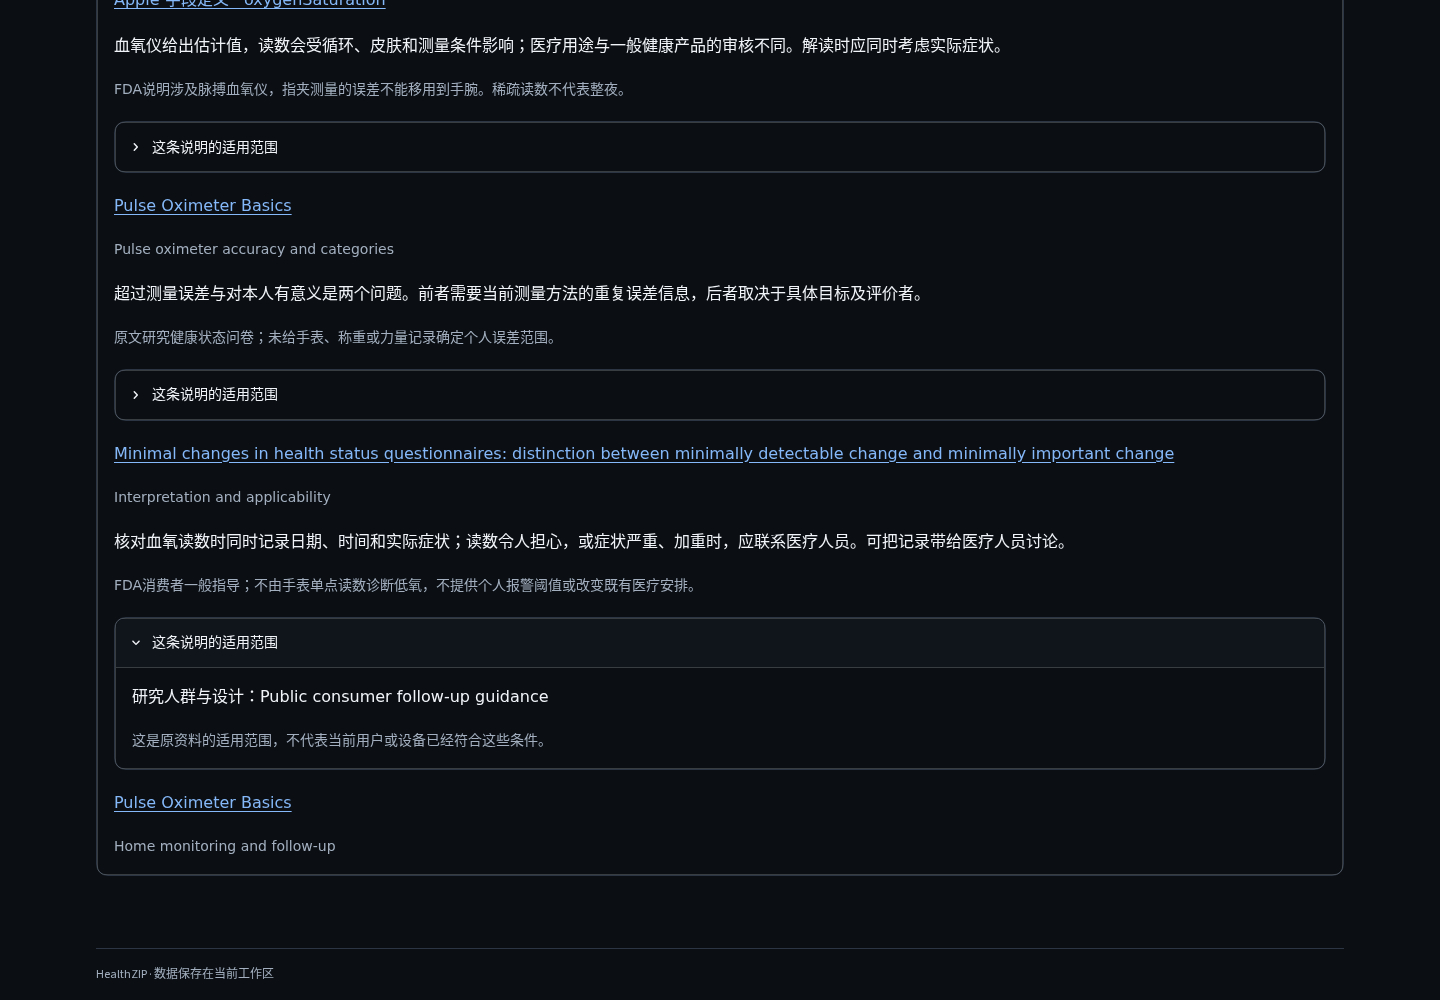 Apple 字段定义 · oxygenSaturation
血氧仪给出估计值，读数会受循环、皮肤和测量条件影响；医疗用途与一般健康产品的审核不同。解读时应同时考虑实际症状。
FDA说明涉及脉搏血氧仪，指夹测量的误差不能移用到手腕。稀疏读数不代表整夜。
这条说明的适用范围
Pulse Oximeter Basics
Pulse oximeter accuracy and categories
超过测量误差与对本人有意义是两个问题。前者需要当前测量方法的重复误差信息，后者取决于具体目标及评价者。
原文研究健康状态问卷；未给手表、称重或力量记录确定个人误差范围。
这条说明的适用范围
Minimal changes in health status questionnaires: distinction between minimally detectable change and minimally important change
Interpretation and applicability
核对血氧读数时同时记录日期、时间和实际症状；读数令人担心，或症状严重、加重时，应联系医疗人员。可把记录带给医疗人员讨论。
FDA消费者一般指导；不由手表单点读数诊断低氧，不提供个人报警阈值或改变既有医疗安排。
这条说明的适用范围
研究人群与设计：Public consumer follow-up guidance
这是原资料的适用范围，不代表当前用户或设备已经符合这些条件。
Pulse Oximeter Basics
Home monitoring and follow-up
HealthZIP · 数据保存在当前工作区